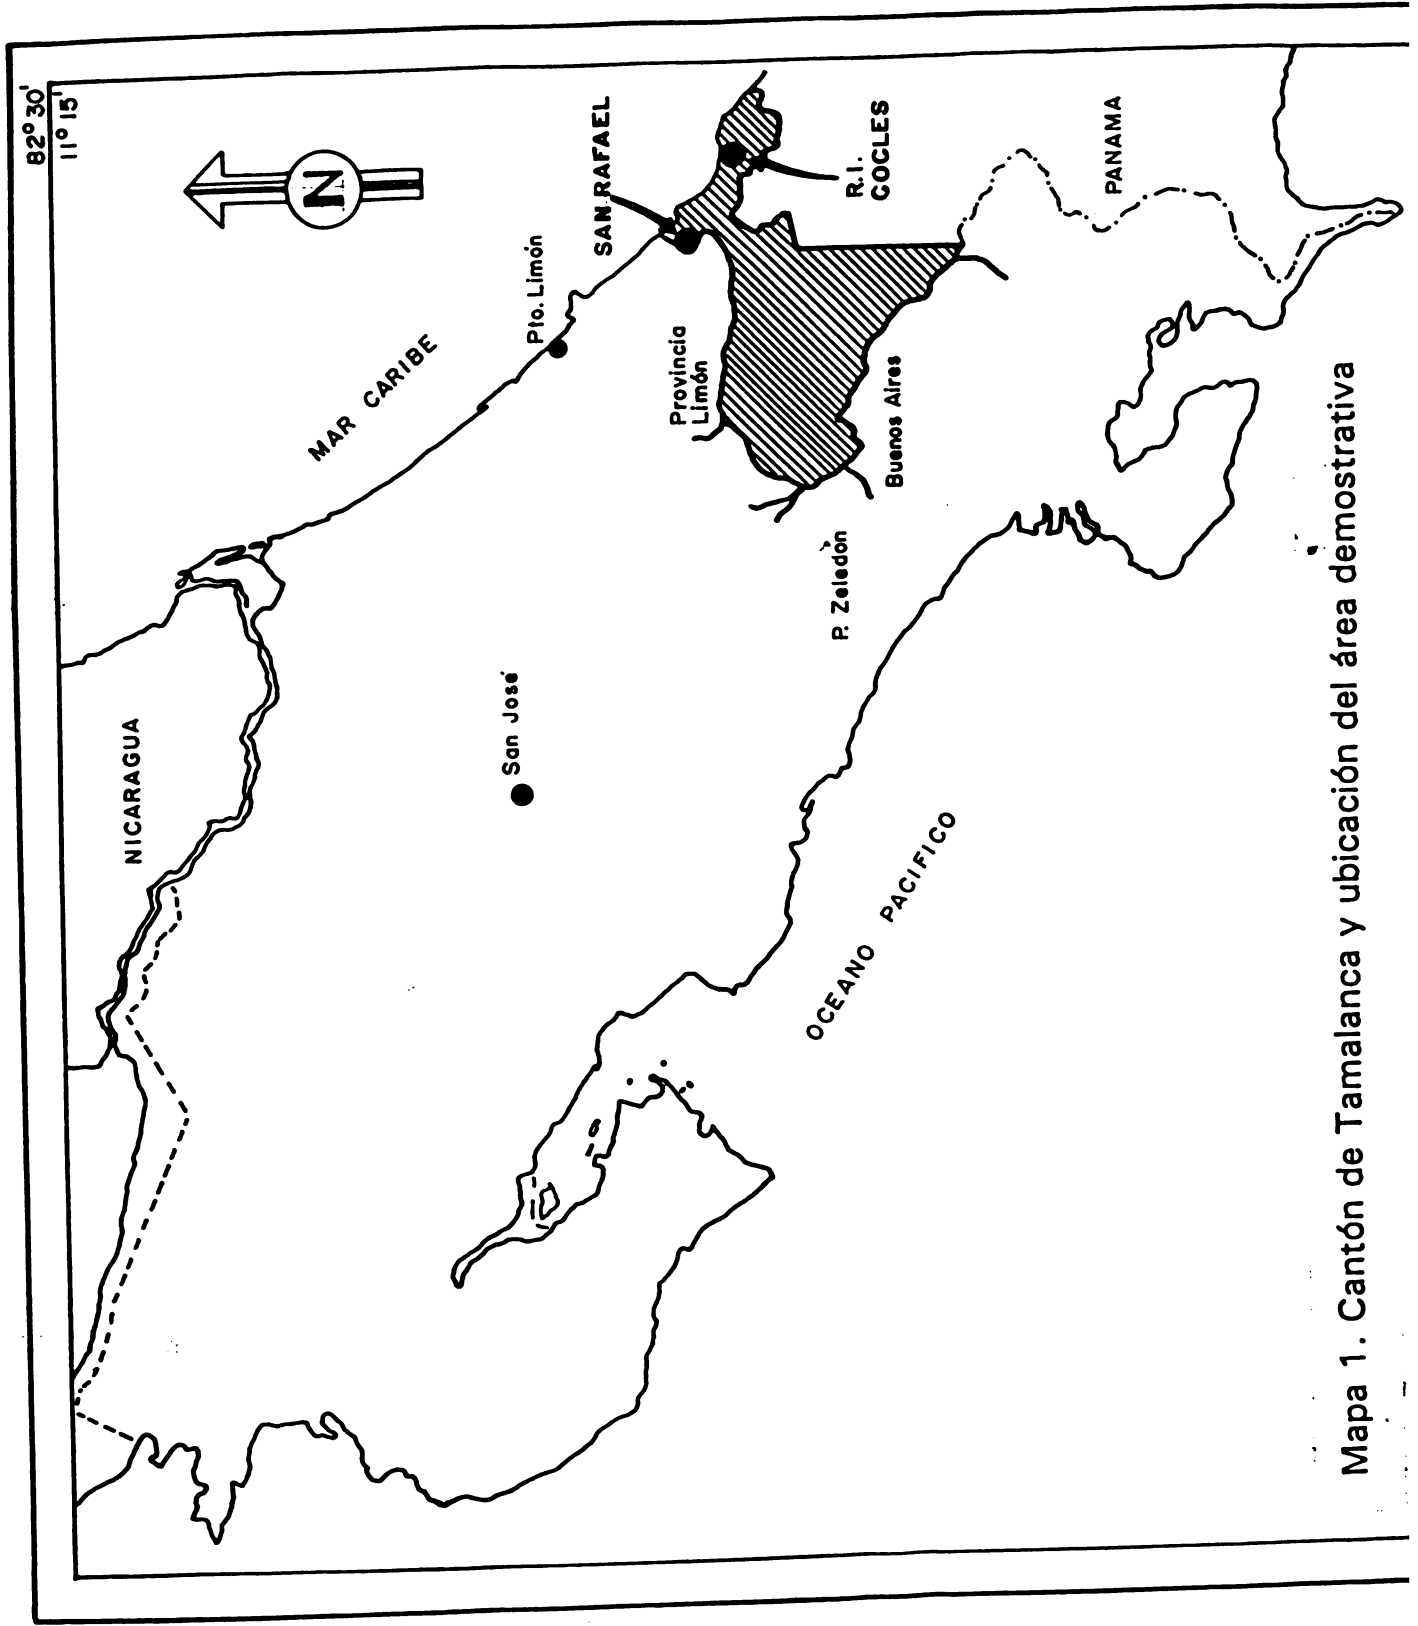 82° 30'
11° 15'
N
NICARAGUA
MAR CARIBE
San José
Pto. Limón
SAN RAFAEL
Provincia
Limón
R.I.
COCLES
P. Zeledón
Buenos Aires
PANAMA
OCEANO PACIFICO
Mapa 1. Cantón de Tamalanca y ubicación del área demostrativa